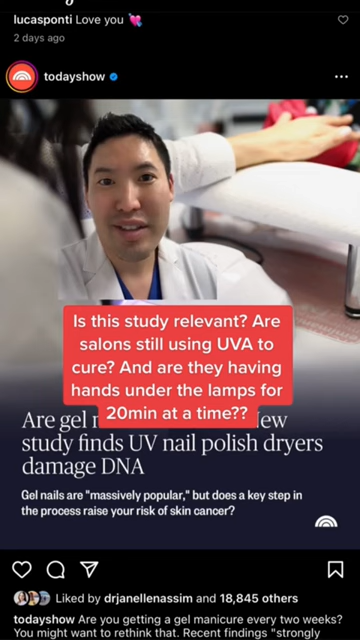 lucasponti Love you 💘
2 days ago
todayshow
Is this study relevant? Are
salons still using UVA to
cure? And are they having
hands under the lamps for
20min at a time??
Are gel
study finds UV nail polish dryers
damage DNA
Gel nails are "massively popular," but does a key step in
the process raise your risk of skin cancer?
Liked by drjanellenassim and 18,845 others
todayshow Are you getting a gel manicure every two weeks?
You might want to rethink that. Recent findings "strongly